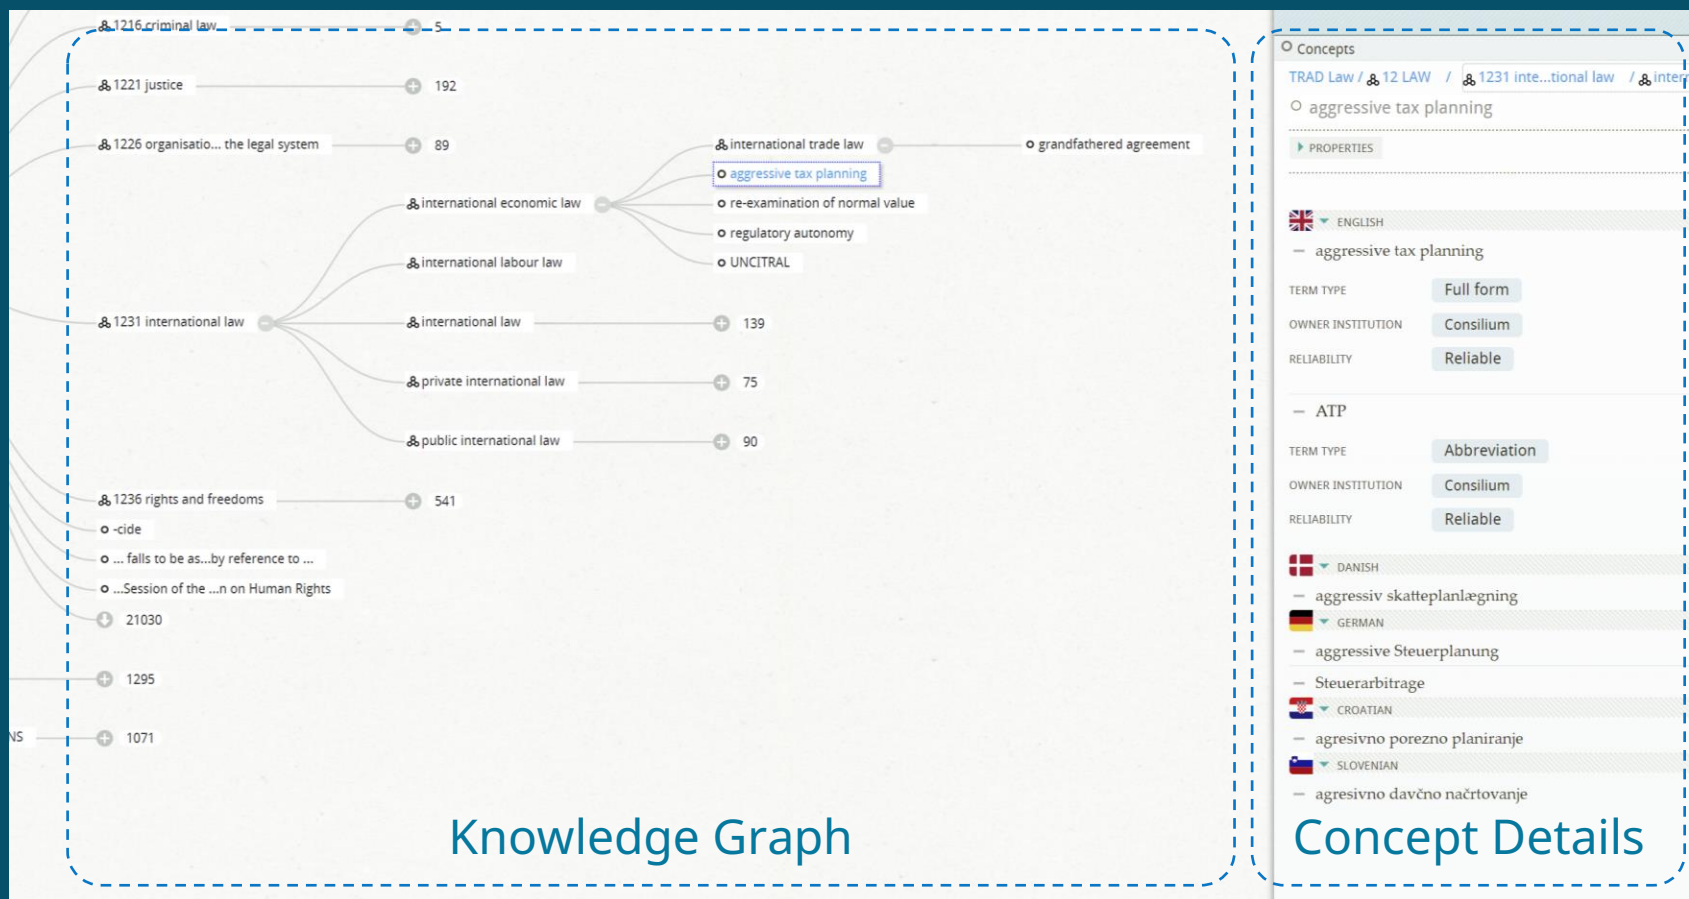 1216 criminal law
5
1221 justice
192
1226 organisatio... the legal system
89
international trade law
grandfathered agreement
aggressive tax planning
international economic law
re-examination of normal value
regulatory autonomy
international labour law
UNCITRAL
1231 international law
international law
139
private international law
75
public international law
90
1236 rights and freedoms
541
-cide
... falls to be as...by reference to ...
...Session of the ...n on Human Rights
21030
1295
NS
1071
Knowledge Graph
Concepts
TRAD Law / 12 LAW / 1231 inte...tional law / inter
aggressive tax planning
PROPERTIES
ENGLISH
aggressive tax planning
TERM TYPE Full form
OWNER INSTITUTION Consilium
RELIABILITY Reliable
ATP
TERM TYPE Abbreviation
OWNER INSTITUTION Consilium
RELIABILITY Reliable
DANISH
aggressiv skatteplanlægning
GERMAN
aggressive Steuerplanung
Steuerarbitrage
CROATIAN
agresivno porezno planiranje
SLOVENIAN
agresivno davčno načrtovanje
Concept Details